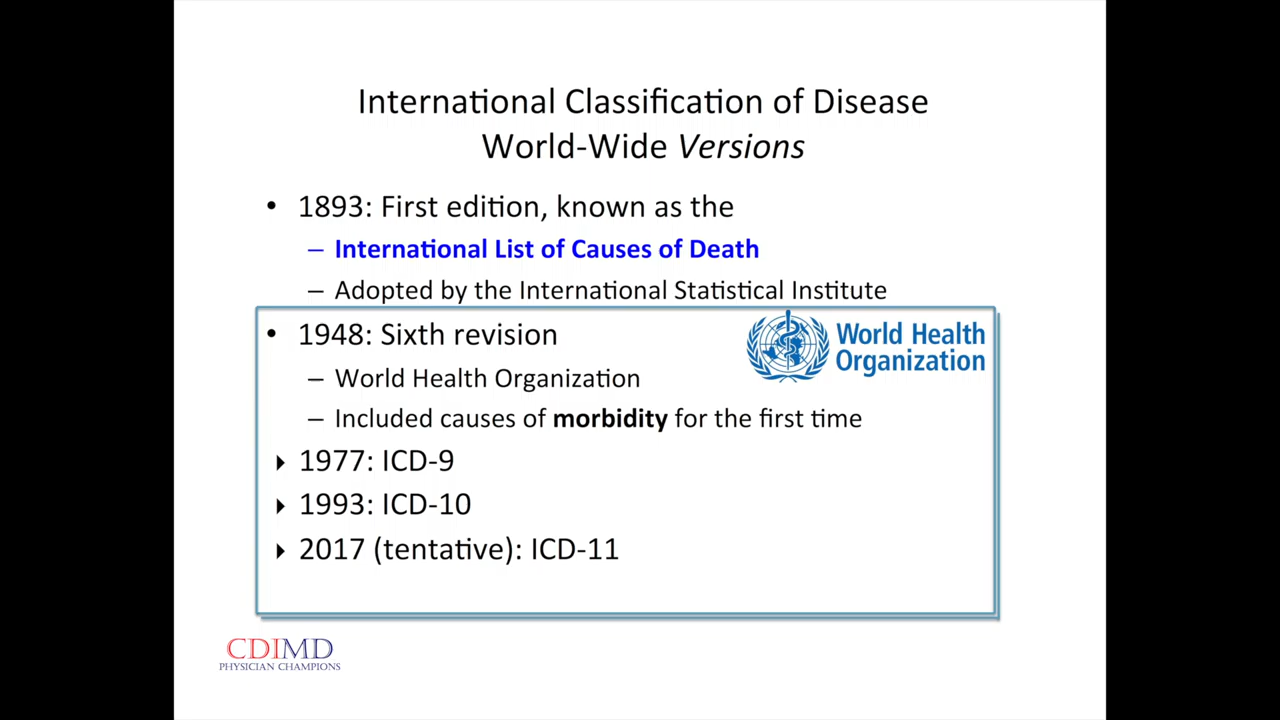 International Classification of Disease
World-Wide Versions
• 1893: First edition, known as the
– International List of Causes of Death
– Adopted by the International Statistical Institute
• 1948: Sixth revision
World Health
Organization
– World Health Organization
– Included causes of morbidity for the first time
1977: ICD-9
1993: ICD-10
2017 (tentative): ICD-11
CDIMD
PHYSICIAN CHAMPIONS